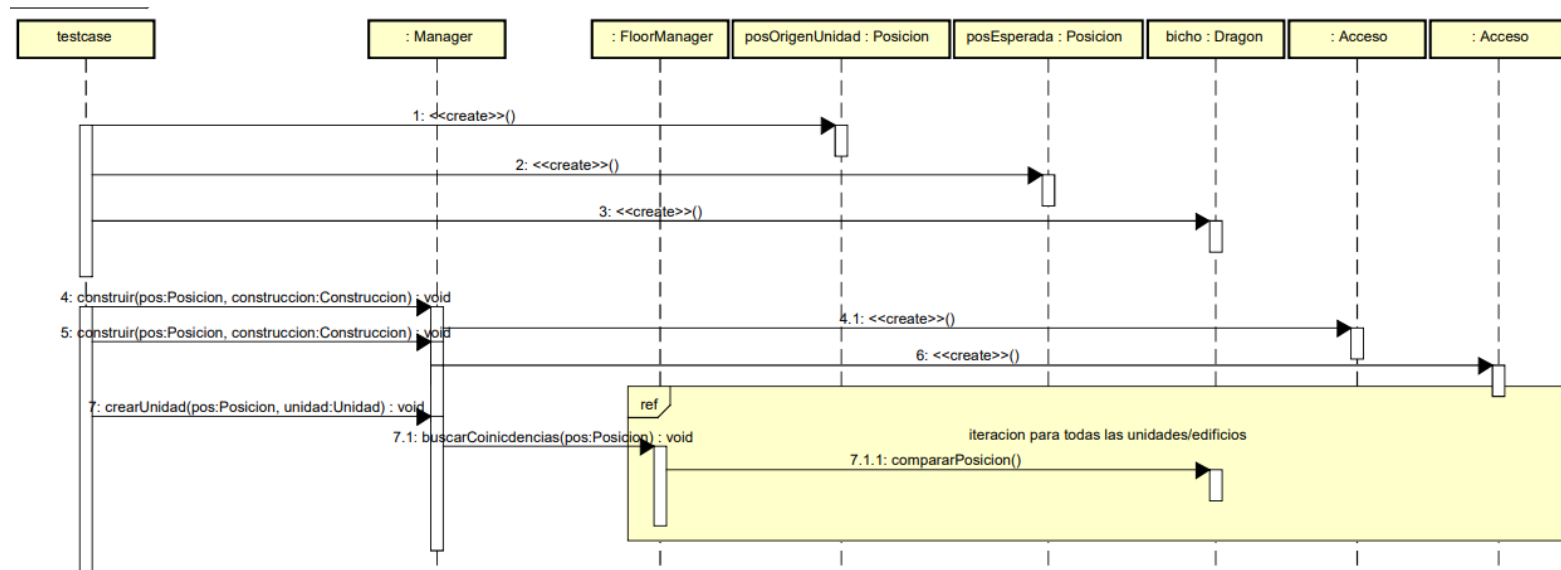 testcase
: Manager
: FloorManager
posOrigenUnidad : Posicion
posEsperada : Posicion
bicho : Dragon
: Acceso
: Acceso
1: <<create>>()
2: <<create>>()
3: <<create>>()
4: construir(pos:Posicion, construccion:Construccion) : void
4.1: <<create>>()
5: construir(pos:Posicion, construccion:Construccion) : void
6: <<create>>()
7: crearUnidad(pos:Posicion, unidad:Unidad) : void
ref
7.1: buscarCoinicdencias(pos:Posicion) : void
iteracion para todas las unidades/edificios
7.1.1: compararPosicion()